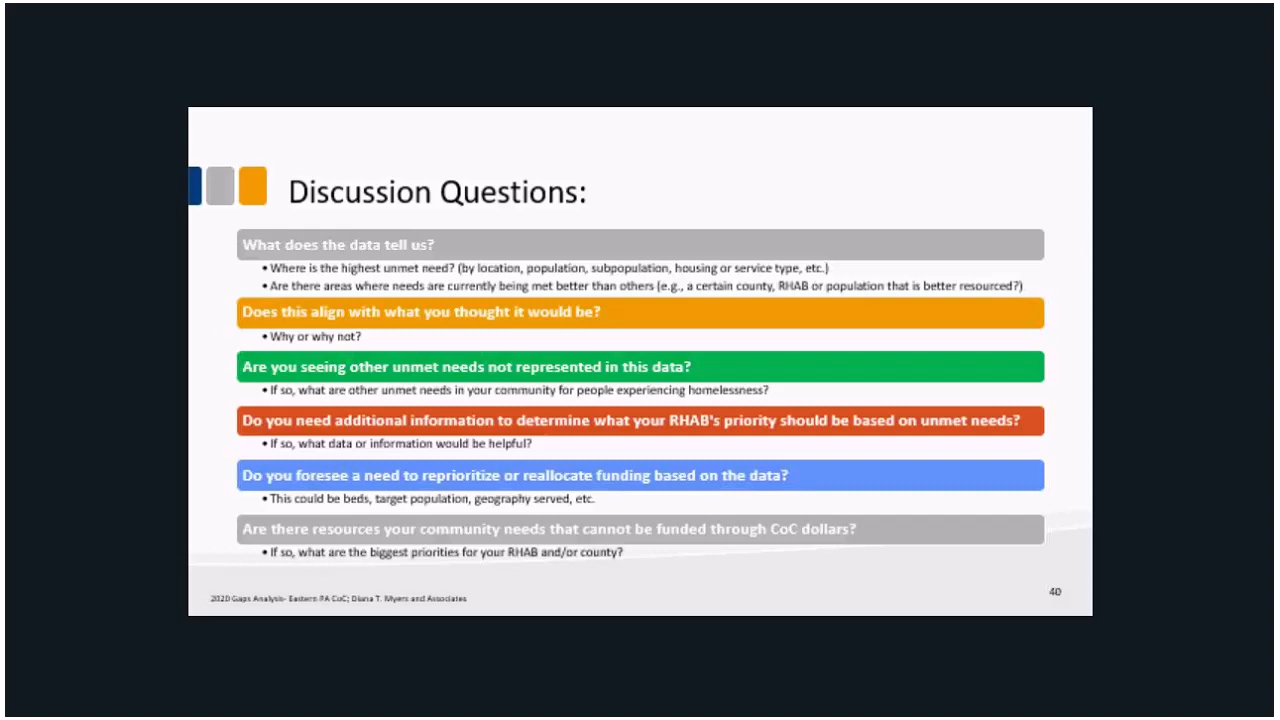 Discussion Questions:
What does the data tell us?
• Where is the highest unmet need? (by location, population, subpopulation, housing or service type, etc.)
• Are there areas where needs are currently being met better than others (e.g., a certain county, RHAB or population that is better resourced?)
Does this align with what you thought it would be?
• Why or why not?
Are you seeing other unmet needs not represented in this data?
• If so, what are other unmet needs in your community for people experiencing homelessness?
Do you need additional information to determine what your RHAB's priority should be based on unmet needs?
• If so, what data or information would be helpful?
Do you foresee a need to reprioritize or reallocate funding based on the data?
• This could be beds, target population, geography served, etc.
Are there resources your community needs that cannot be funded through CoC dollars?
• If so, what are the biggest priorities for your RHAB and/or county?
2020 Gaps Analysis- Eastern PA CoC; Diana T. Myers and Associates
40